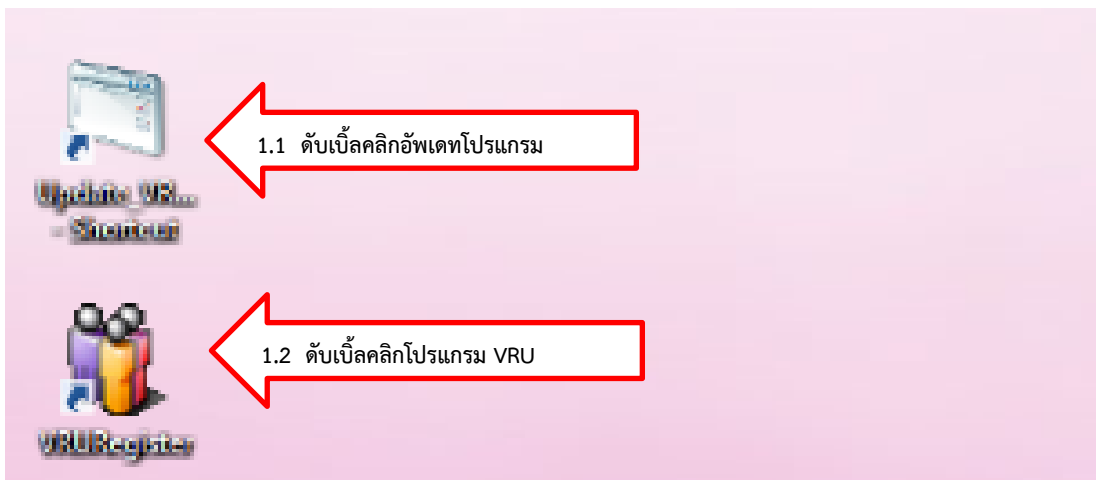 1.1 ดับเบิ้ลคลิกอัพเดทโปรแกรม
Update_VR...
- Shortcut
1.2 ดับเบิ้ลคลิกโปรแกรม VRU
VRURegister